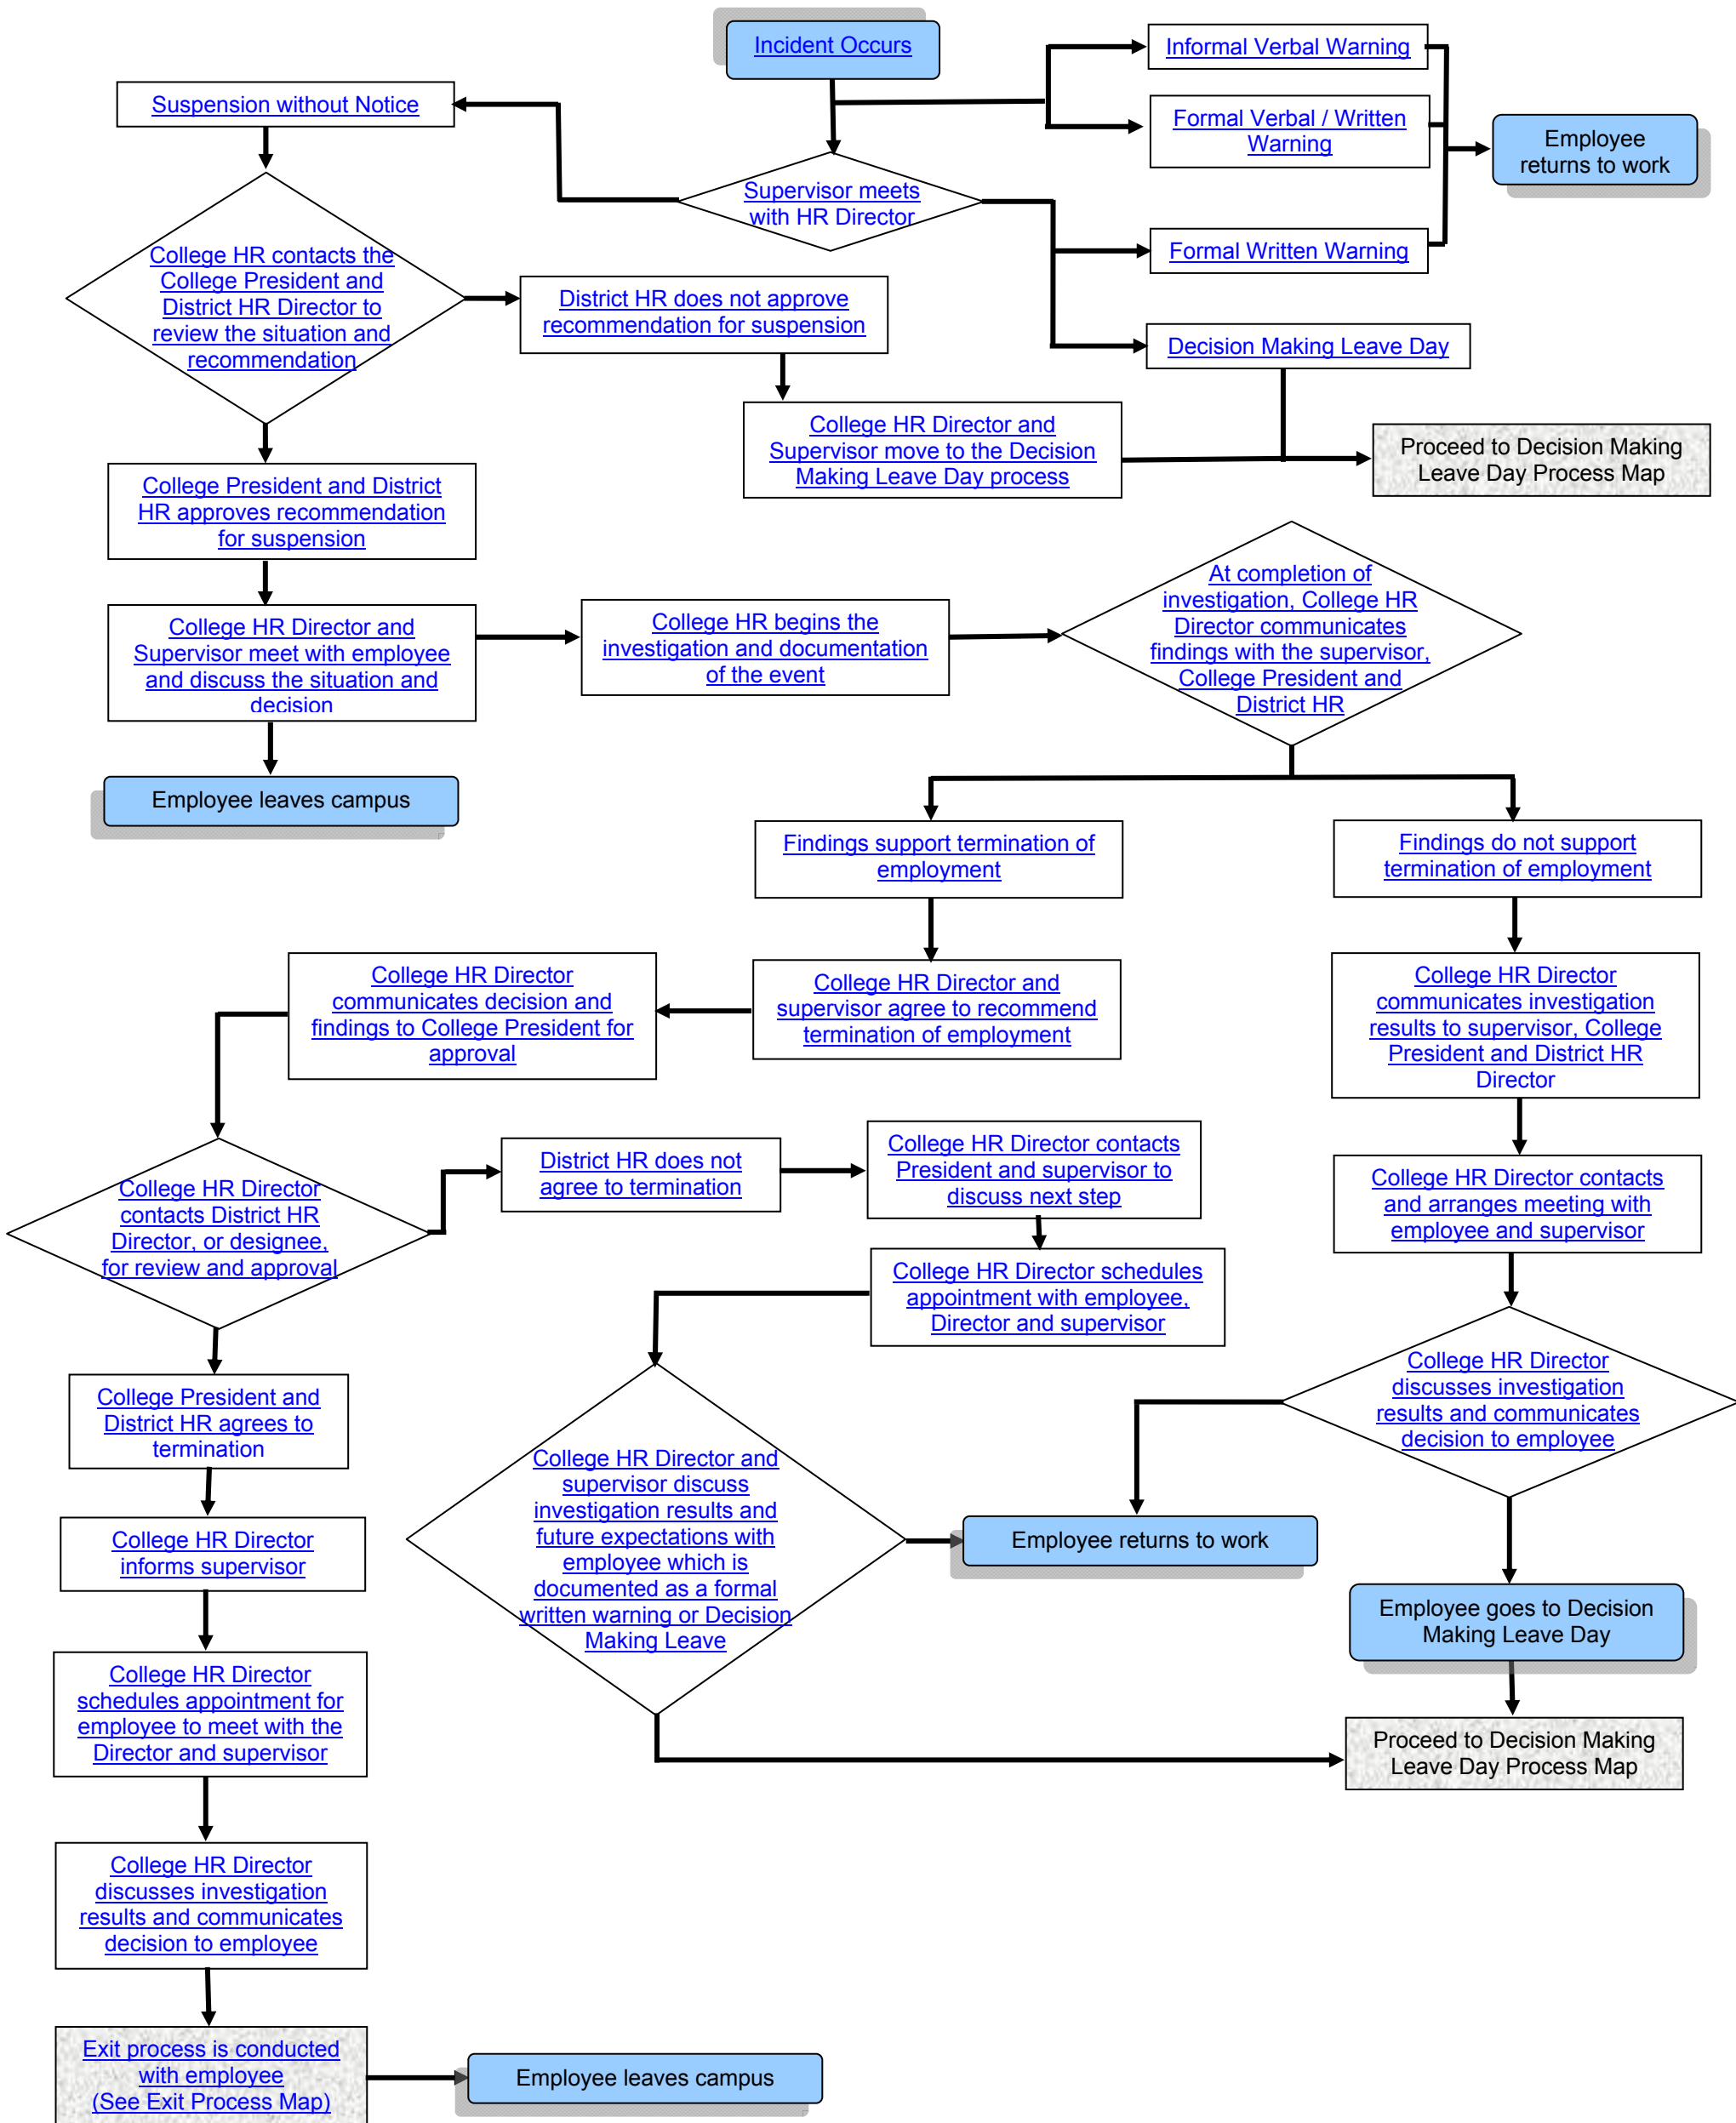 Incident Occurs
Informal Verbal Warning
Suspension without Notice
Formal Verbal / Written
Warning
Employee
returns to work
Supervisor meets
with HR Director
Formal Written Warning
College HR contacts the
College President and
District HR Director to
review the situation and
recommendation
District HR does not approve
recommendation for suspension
Decision Making Leave Day
College HR Director and
Supervisor move to the Decision
Making Leave Day process
Proceed to Decision Making
Leave Day Process Map
College President and District
HR approves recommendation
for suspension
College HR Director and
Supervisor meet with employee
and discuss the situation and
decision
College HR begins the
investigation and documentation
of the event
At completion of
investigation, College HR
Director communicates
findings with the supervisor,
College President and
District HR
Employee leaves campus
Findings support termination of
employment
Findings do not support
termination of employment
College HR Director
communicates decision and
findings to College President for
approval
College HR Director and
supervisor agree to recommend
termination of employment
College HR Director
communicates investigation
results to supervisor, College
President and District HR
Director
College HR Director
contacts District HR
Director, or designee,
for review and approval
District HR does not
agree to termination
College HR Director contacts
President and supervisor to
discuss next step
College HR Director contacts
and arranges meeting with
employee and supervisor
College HR Director schedules
appointment with employee,
Director and supervisor
College President and
District HR agrees to
termination
College HR Director
discusses investigation
results and communicates
decision to employee
College HR Director and
supervisor discuss
investigation results and
future expectations with
employee which is
documented as a formal
written warning or Decision
Making Leave
Employee returns to work
College HR Director
informs supervisor
Employee goes to Decision
Making Leave Day
College HR Director
schedules appointment for
employee to meet with the
Director and supervisor
Proceed to Decision Making
Leave Day Process Map
College HR Director
discusses investigation
results and communicates
decision to employee
Exit process is conducted
with employee
(See Exit Process Map)
Employee leaves campus